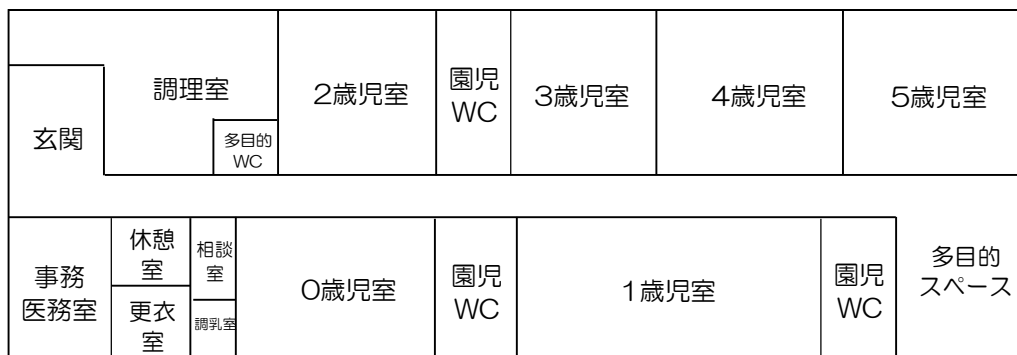 調理室
2歳児室
園児
WC
3歳児室
4歳児室
5歳児室
玄関
多目的
WC
事務
医務室
休憩
室
更衣
室
相談
室
調乳室
0歳児室
園児
WC
1歳児室
園児
WC
多目的
スペース